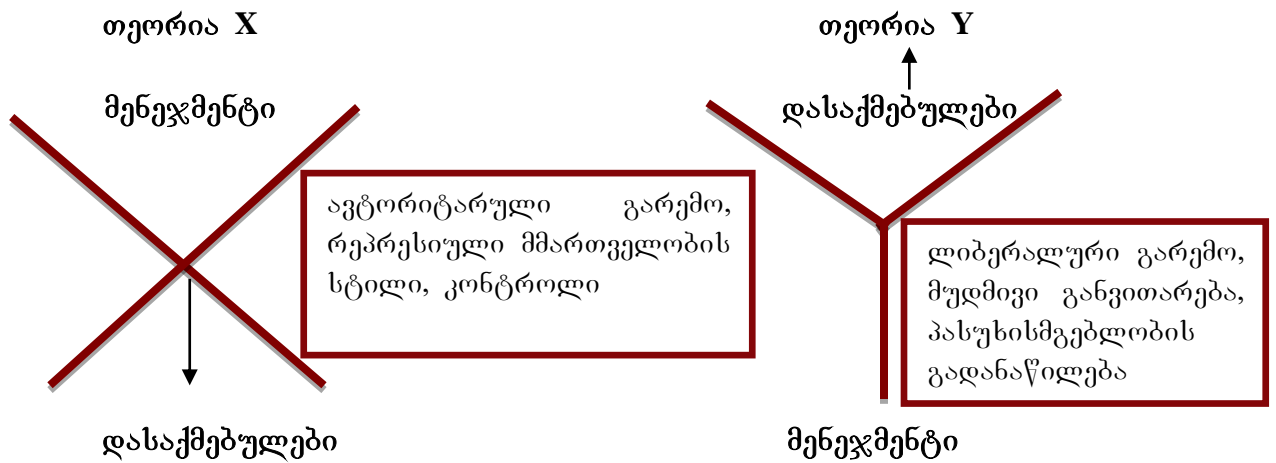 თეორია X
მენეჯმენტი
ავტორიტარული გარემო,
რეპრესიული მმართველობის
სტილი, კონტროლი
დასაქმებულები
თეორია Y
დასაქმებულები
ლიბერალური გარემო,
მუდმივი განვითარება,
პასუხისმგებლობის
გადანაწილება
მენეჯმენტი